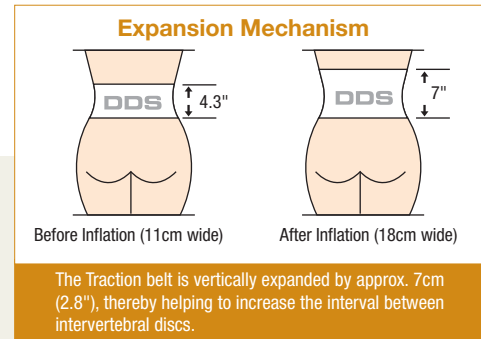 Expansion Mechanism
DDS
4.3"
DDS
7"
Before Inflation (11cm wide)
After Inflation (18cm wide)
The Traction belt is vertically expanded by approx. 7cm
(2.8"), thereby helping to increase the interval between
intervertebral discs.